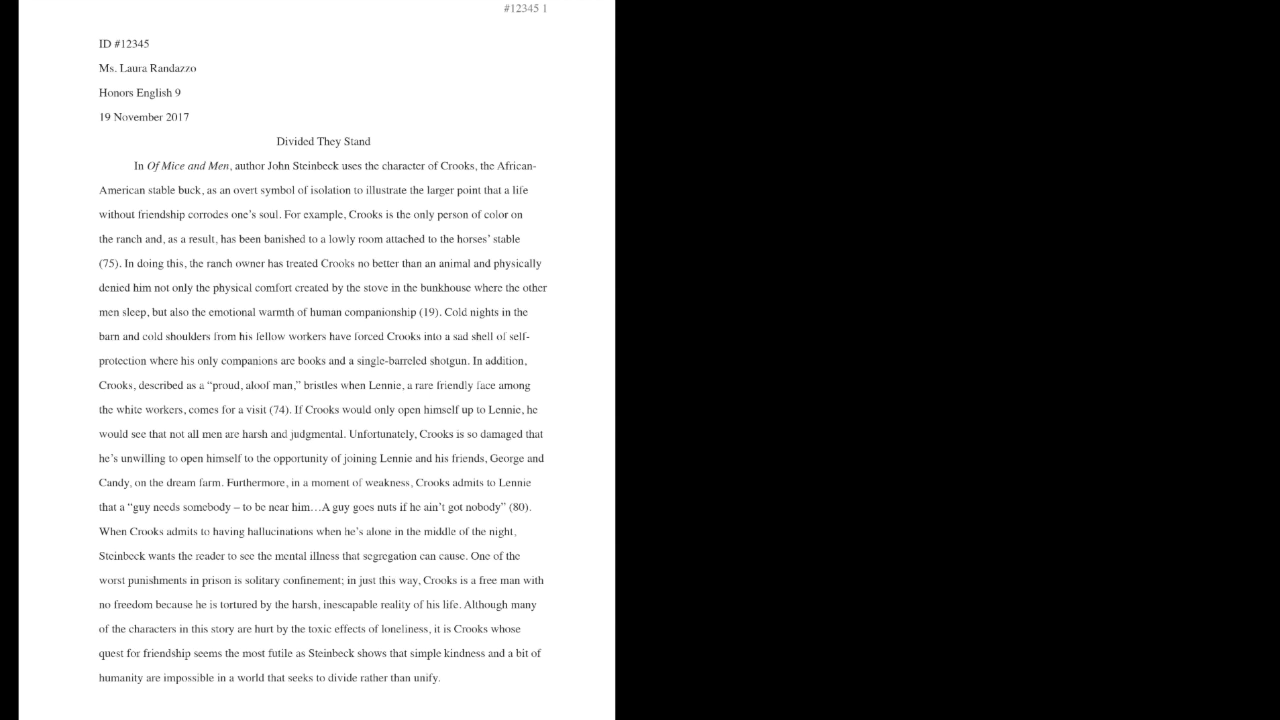 #12345 1
ID #12345
Ms. Laura Randazzo
Honors English 9
19 November 2017
Divided They Stand
In Of Mice and Men, author John Steinbeck uses the character of Crooks, the African-
American stable buck, as an overt symbol of isolation to illustrate the larger point that a life
without friendship corrodes one’s soul. For example, Crooks is the only person of color on
the ranch and, as a result, has been banished to a lowly room attached to the horses’ stable
(75). In doing this, the ranch owner has treated Crooks no better than an animal and physically
denied him not only the physical comfort created by the stove in the bunkhouse where the other
men sleep, but also the emotional warmth of human companionship (19). Cold nights in the
barn and cold shoulders from his fellow workers have forced Crooks into a sad shell of self-
protection where his only companions are books and a single-barreled shotgun. In addition,
Crooks, described as a “proud, aloof man,” bristles when Lennie, a rare friendly face among
the white workers, comes for a visit (74). If Crooks would only open himself up to Lennie, he
would see that not all men are harsh and judgmental. Unfortunately, Crooks is so damaged that
he’s unwilling to open himself to the opportunity of joining Lennie and his friends, George and
Candy, on the dream farm. Furthermore, in a moment of weakness, Crooks admits to Lennie
that a “guy needs somebody – to be near him…A guy goes nuts if he ain’t got nobody” (80).
When Crooks admits to having hallucinations when he’s alone in the middle of the night,
Steinbeck wants the reader to see the mental illness that segregation can cause. One of the
worst punishments in prison is solitary confinement; in just this way, Crooks is a free man with
no freedom because he is tortured by the harsh, inescapable reality of his life. Although many
of the characters in this story are hurt by the toxic effects of loneliness, it is Crooks whose
quest for friendship seems the most futile as Steinbeck shows that simple kindness and a bit of
humanity are impossible in a world that seeks to divide rather than unify.